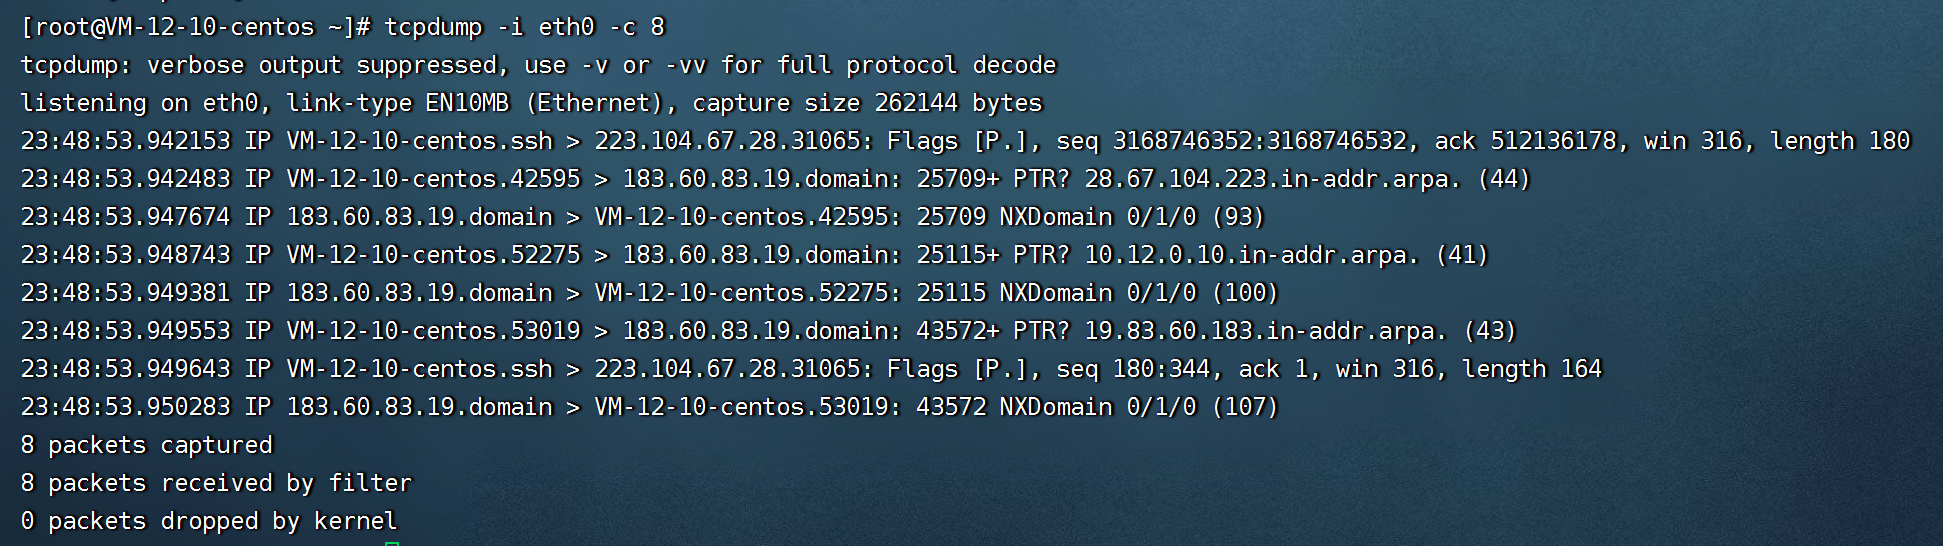 [root@VM-12-10-centos ~]# tcpdump -i eth0 -c 8
tcpdump: verbose output suppressed, use -v or -vv for full protocol decode
listening on eth0, link-type EN10MB (Ethernet), capture size 262144 bytes
23:48:53.942153 IP VM-12-10-centos.ssh > 223.104.67.28.31065: Flags [P.], seq 3168746352:3168746532, ack 512136178, win 316, length 180
23:48:53.942483 IP VM-12-10-centos.42595 > 183.60.83.19.domain: 25709+ PTR? 28.67.104.223.in-addr.arpa. (44)
23:48:53.947674 IP 183.60.83.19.domain > VM-12-10-centos.42595: 25709 NXDomain 0/1/0 (93)
23:48:53.948743 IP VM-12-10-centos.52275 > 183.60.83.19.domain: 25115+ PTR? 10.12.0.10.in-addr.arpa. (41)
23:48:53.949381 IP 183.60.83.19.domain > VM-12-10-centos.52275: 25115 NXDomain 0/1/0 (100)
23:48:53.949553 IP VM-12-10-centos.53019 > 183.60.83.19.domain: 43572+ PTR? 19.83.60.183.in-addr.arpa. (43)
23:48:53.949643 IP VM-12-10-centos.ssh > 223.104.67.28.31065: Flags [P.], seq 180:344, ack 1, win 316, length 164
23:48:53.950283 IP 183.60.83.19.domain > VM-12-10-centos.53019: 43572 NXDomain 0/1/0 (107)
8 packets captured
8 packets received by filter
0 packets dropped by kernel